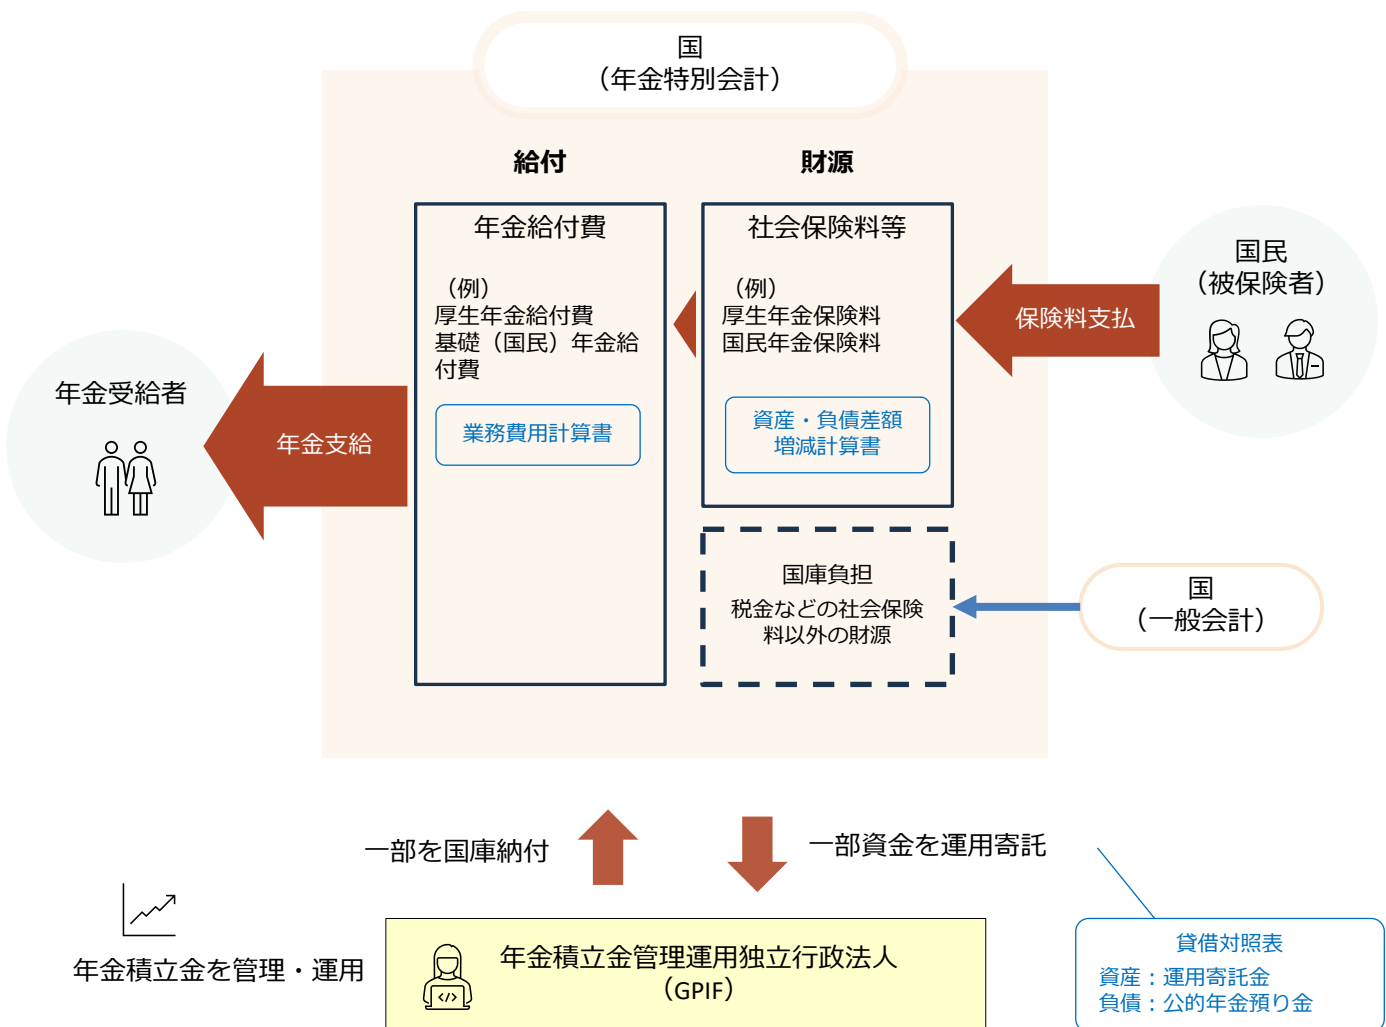 国
（年金特別会計）
給付
財源
年金給付費
（例）
厚生年金給付費
基礎（国民）年金給
付費
業務費用計算書
社会保険料等
（例）
厚生年金保険料
国民年金保険料
資産・負債差額
増減計算書
国民
（被保険者）
保険料支払
年金受給者
年金支給
国庫負担
税金などの社会保険
料以外の財源
国
（一般会計）
一部を国庫納付
一部資金を運用寄託
年金積立金を管理・運用
年金積立金管理運用独立行政法人
（GPIF）
貸借対照表
資産：運用寄託金
負債：公的年金預り金